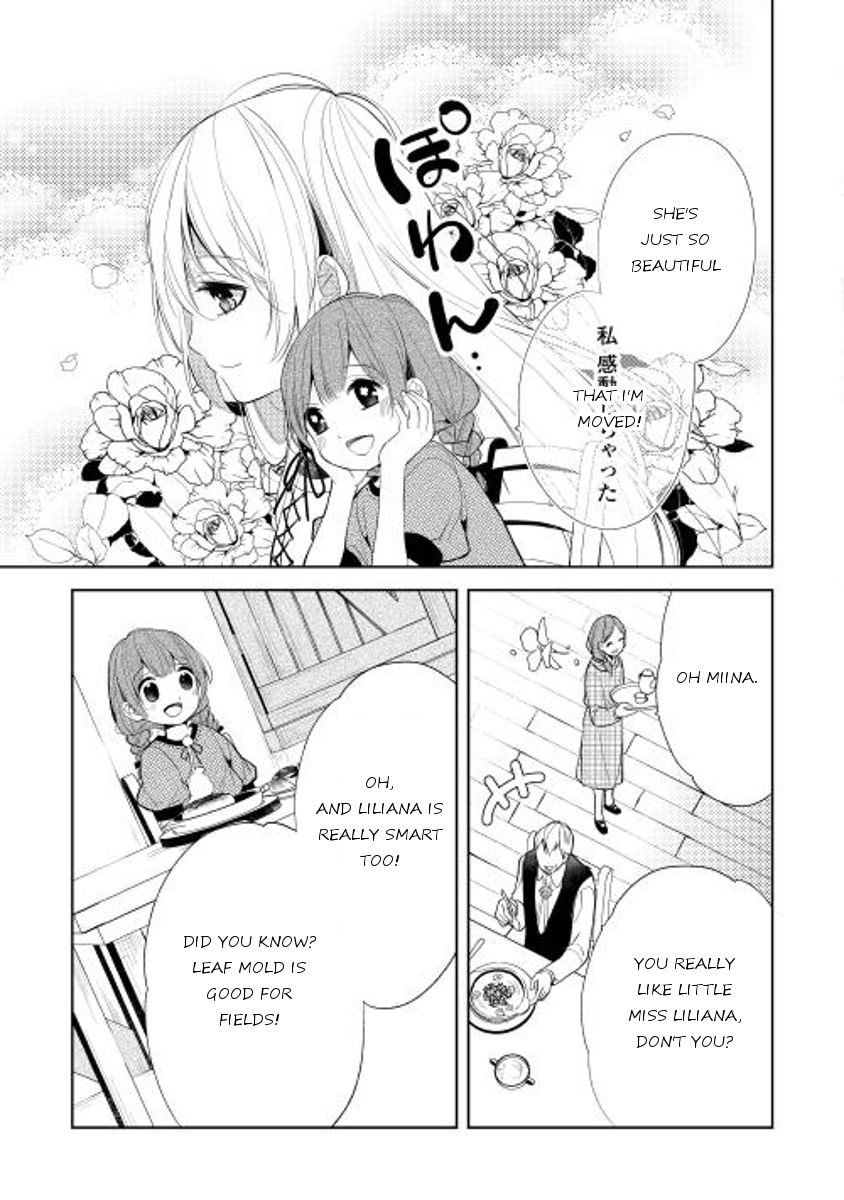 SHE'S
JUST SO
BEAUTIFUL
ぽわん..
私 感動しちゃった
THAT I'M
MOVED!
OH MIINA.
YOU REALLY
LIKE LITTLE
MISS LILIANA,
DON'T YOU?
OH,
AND LILIANA IS
REALLY SMART
TOO!
DID YOU KNOW?
LEAF MOLD IS
GOOD FOR
FIELDS!